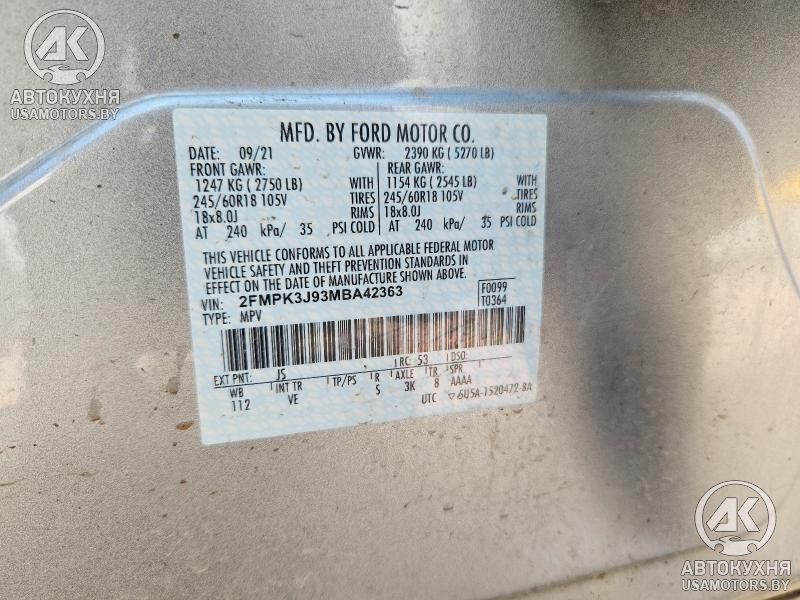 АК
АВТОКУХНЯ
USAMOTORS.BY
MFD. BY FORD MOTOR CO.
DATE: 09/21 GVWR: 2390 KG ( 5270 LB)
FRONT GAWR: REAR GAWR:
1247 KG ( 2750 LB) WITH 1154 KG ( 2545 LB) WITH
245/60R18 105V TIRES 245/60R18 105V TIRES
18x8.0J RIMS 18x8.0J RIMS
AT 240 kPa/ 35 PSI COLD AT 240 kPa/ 35 PSI COLD
THIS VEHICLE CONFORMS TO ALL APPLICABLE FEDERAL MOTOR
VEHICLE SAFETY AND THEFT PREVENTION STANDARDS IN
EFFECT ON THE DATE OF MANUFACTURE SHOWN ABOVE.
VIN: 2FMPK3J93MBA42363 F0099
TYPE: MPV T0364
EXT PNT: JS RC: 53 DSO:
WB INT TR TP/PS R AXLE TR SPR
112 VE S 3K 8 AAAA
UTC ▽6U5A-1520472-BA
АК
АВТОКУХНЯ
USAMOTORS.BY